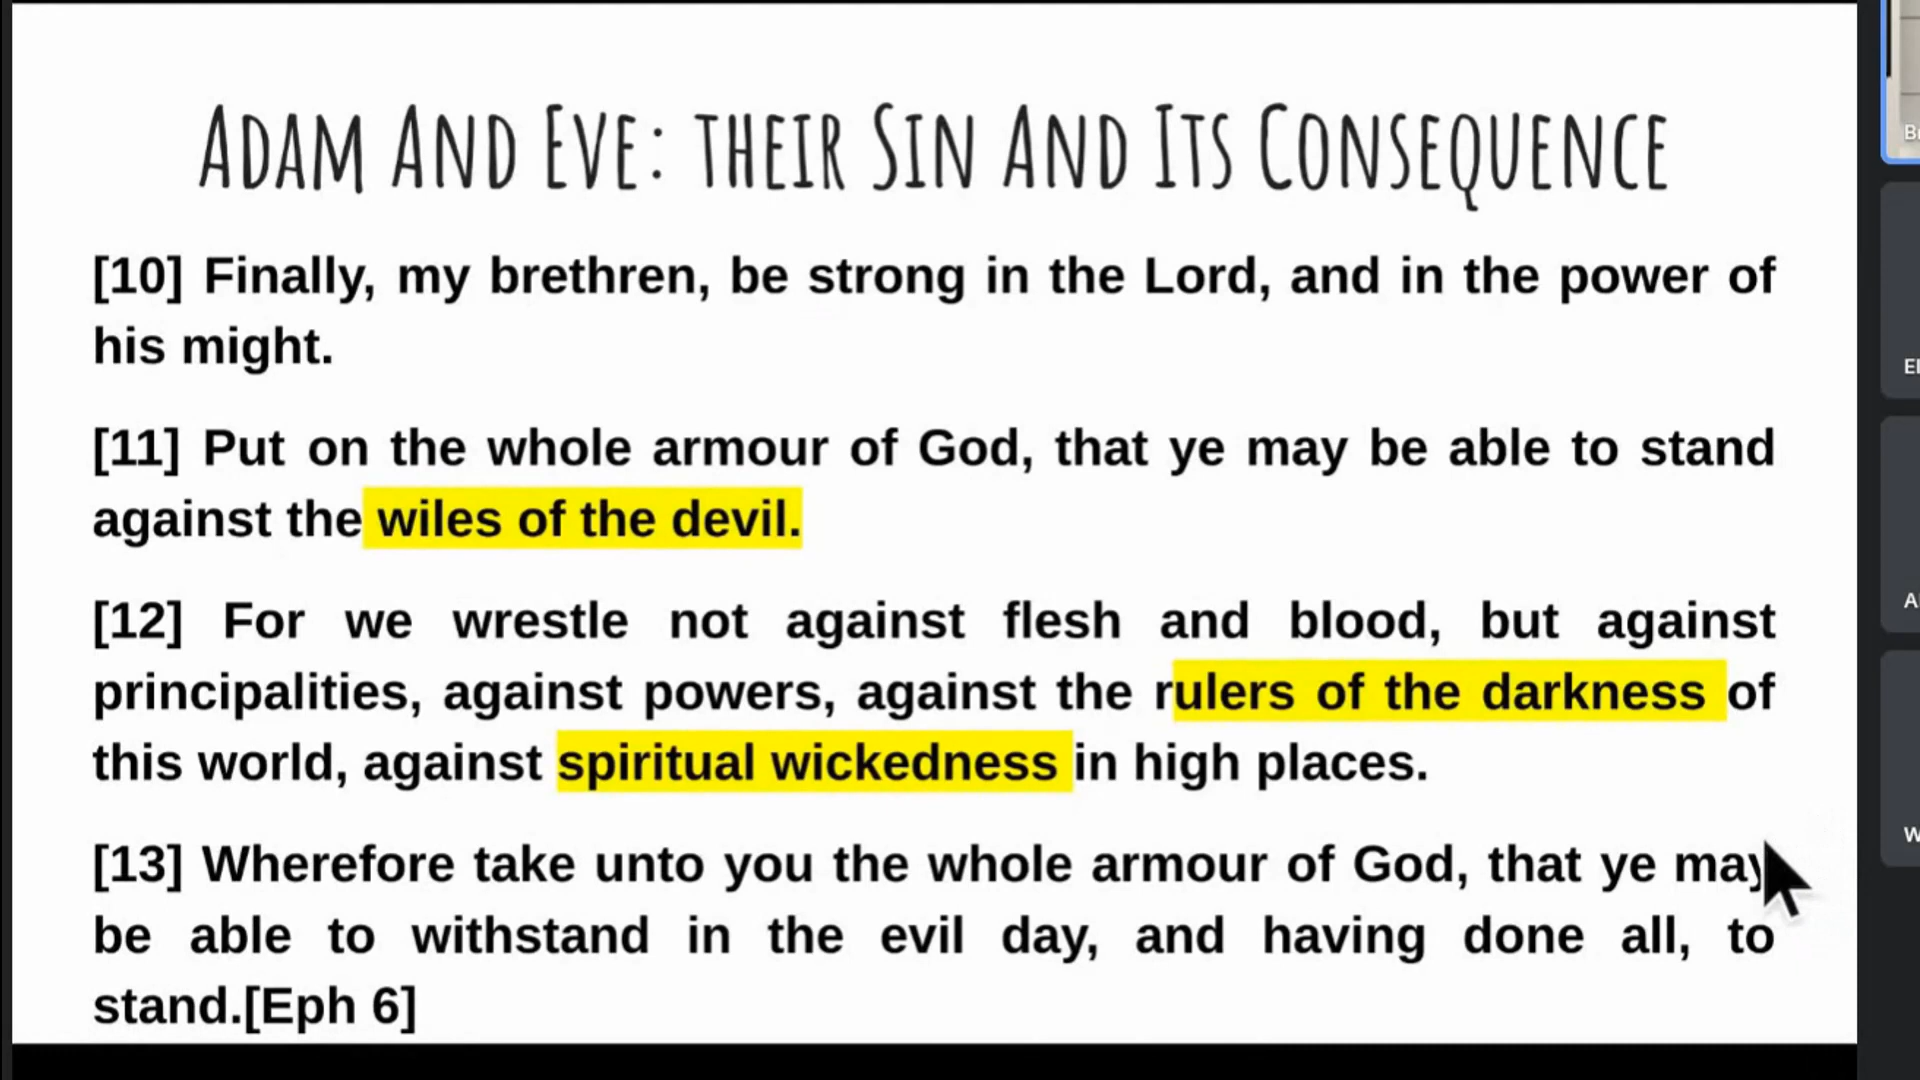 Adam And Eve: their Sin And Its Consequence
[10] Finally, my brethren, be strong in the Lord, and in the power of
his might.
[11] Put on the whole armour of God, that ye may be able to stand
against the wiles of the devil.
[12] For we wrestle not against flesh and blood, but against
principalities, against powers, against the rulers of the darkness of
this world, against spiritual wickedness in high places.
[13] Wherefore take unto you the whole armour of God, that ye may
be able to withstand in the evil day, and having done all, to
stand.[Eph 6]